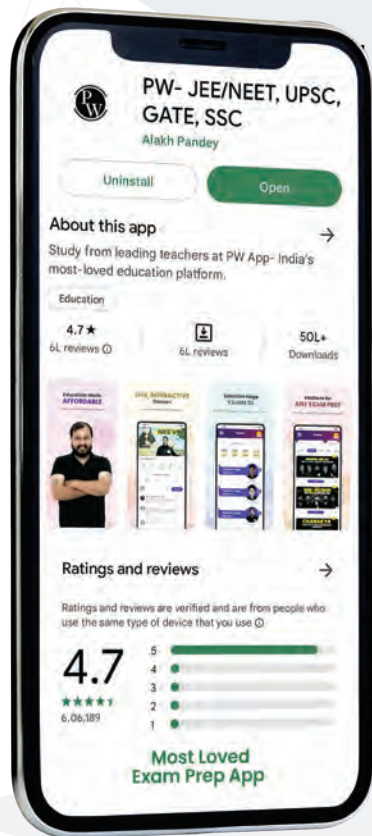 PW
PW- JEE/NEET, UPSC,
GATE, SSC
Alakh Pandey
Uninstall
Open
About this app
Study from leading teachers at PW App- India's
most-loved education platform.
Education
4.7★
6L reviews
6L reviews
50L+
Downloads
AFFORDABLE
LIVE, INTERACTIVE
Platform for
ANY EXAM PREP
Ratings and reviews
Ratings and reviews are verified and are from people who
use the same type of device that you use
4.7
5
4
3
2
1
6,06,189
Most Loved
Exam Prep App